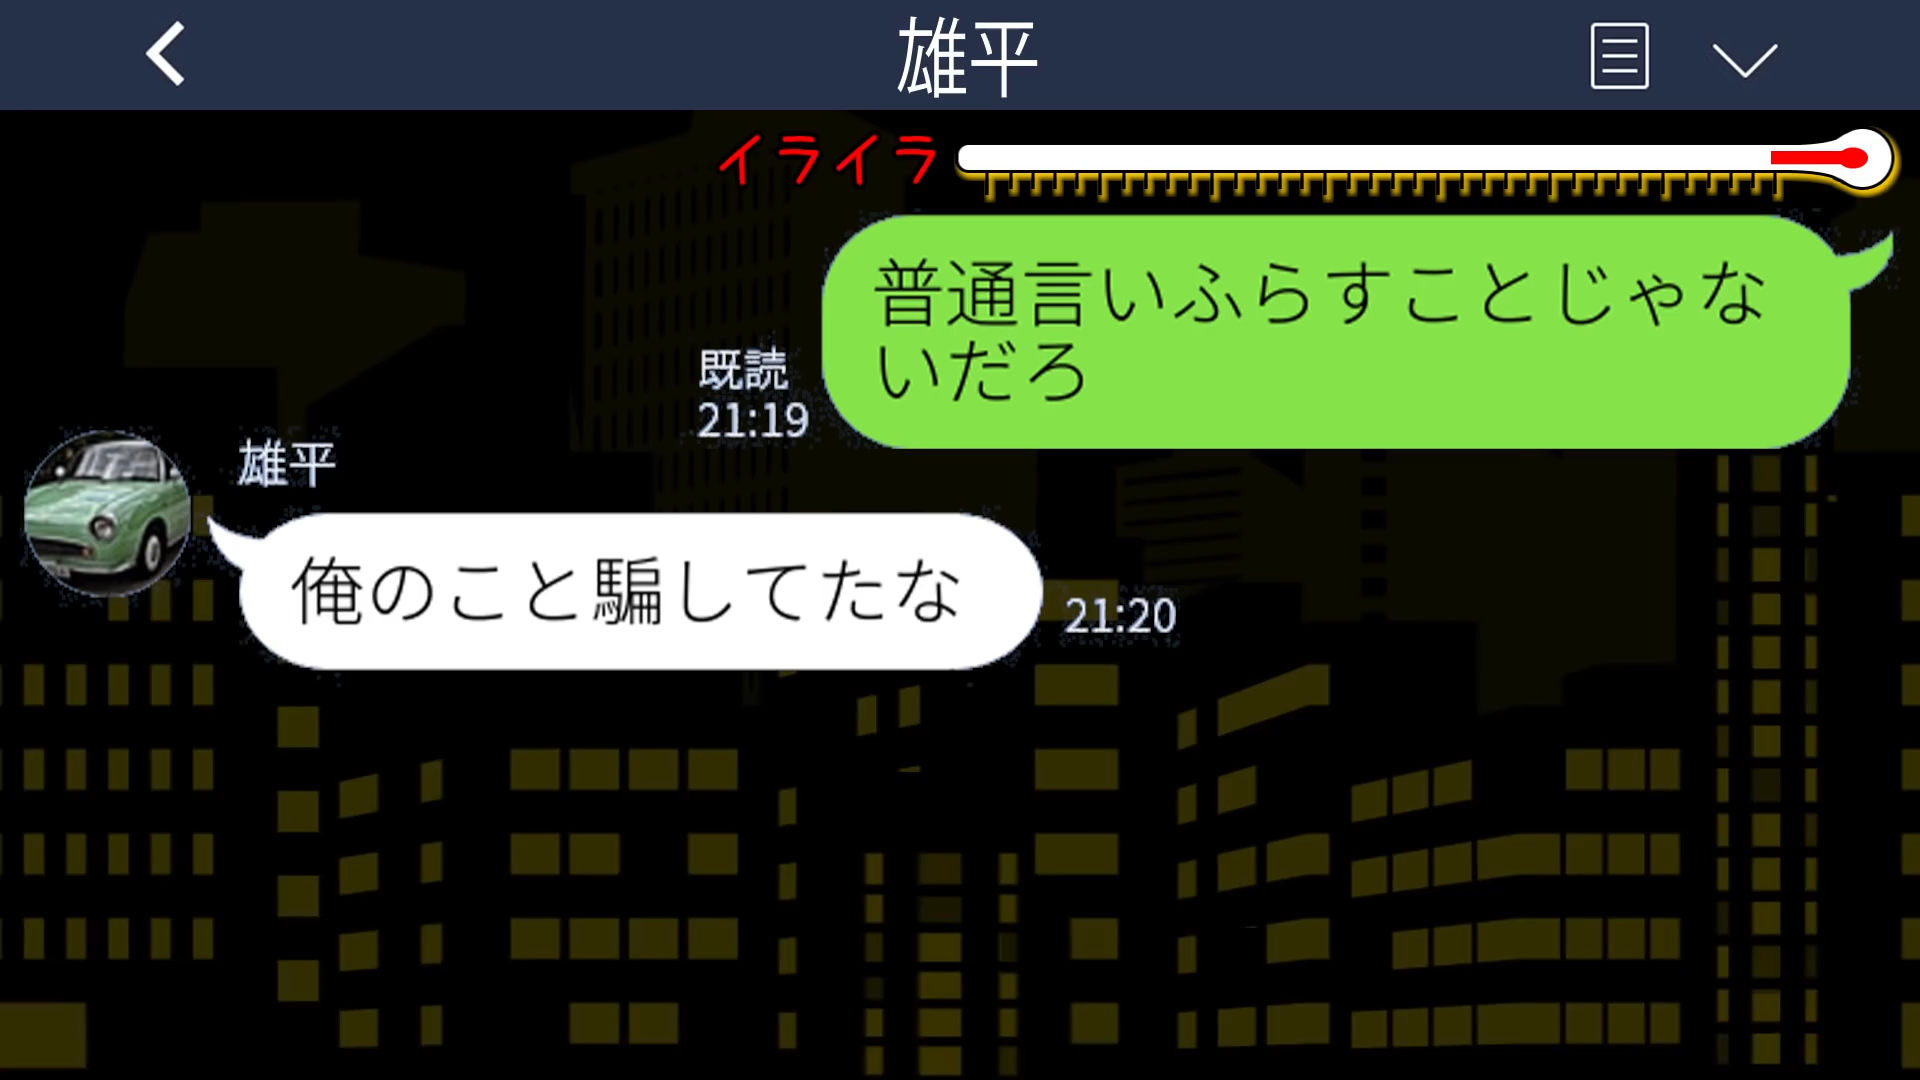 雄平
イライラ
普通言いふらすことじゃな
いだろ
既読
21:19
雄平
俺のこと騙してたな
21:20